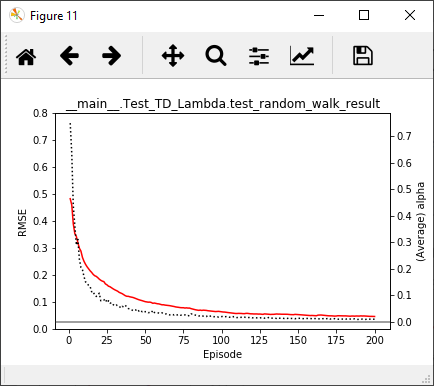 Figure 11
__main__.Test_TD_Lambda.test_random_walk_result
0.8
0.7
0.6
0.5
0.4
0.3
0.2
0.1
0.0
RMSE
0.7
0.6
0.5
0.4
0.3
0.2
0.1
0.0
(Average) alpha
0 25 50 75 100 125 150 175 200
Episode